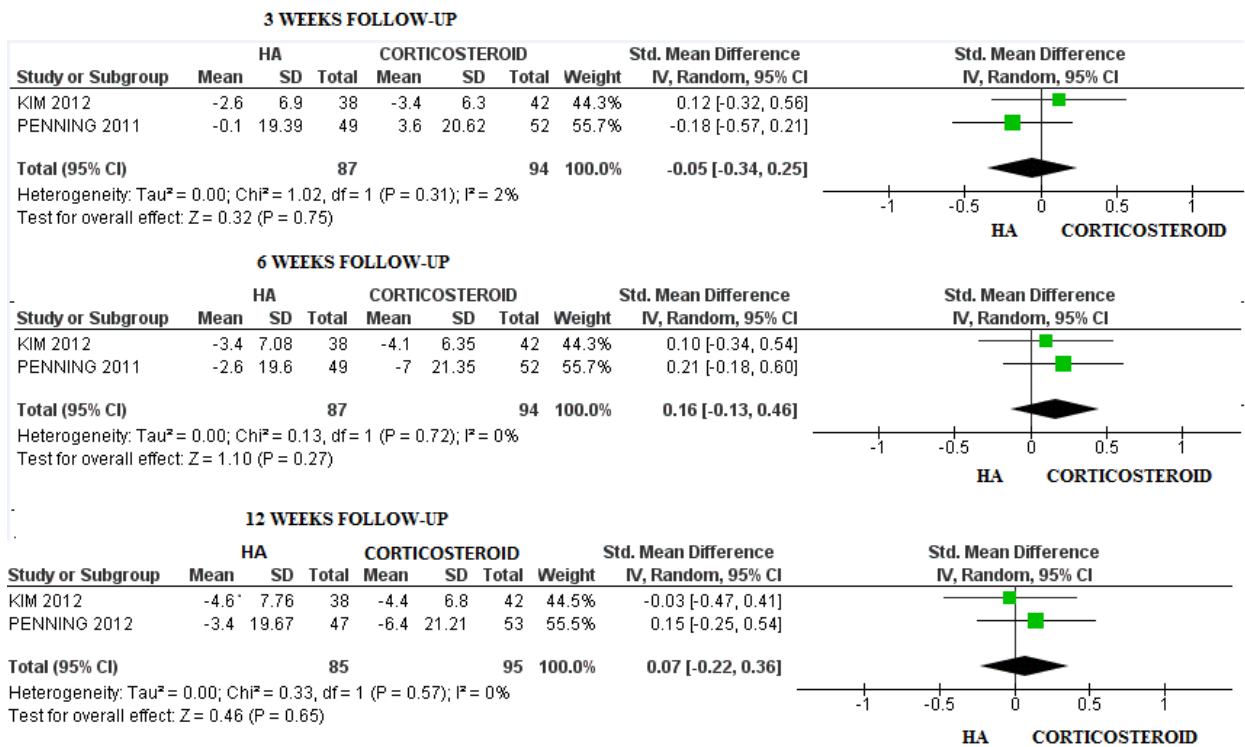 3 WEEKS FOLLOW-UP
HA CORTICOSTEROID Std. Mean Difference Std. Mean Difference
Study or Subgroup Mean SD Total Mean SD Total Weight IV, Random, 95% CI IV, Random, 95% CI
KIM 2012 -2.6 6.9 38 -3.4 6.3 42 44.3% 0.12 [-0.32, 0.56]
PENNING 2011 -0.1 19.39 49 3.6 20.62 52 55.7% -0.18 [-0.57, 0.21]
Total (95% CI) 87 94 100.0% -0.05 [-0.34, 0.25]
Heterogeneity: Tau² = 0.00; Chi² = 1.02, df = 1 (P = 0.31); I² = 2%
Test for overall effect: Z = 0.32 (P = 0.75)
-1 -0.5 0 0.5 1
HA CORTICOSTEROID
6 WEEKS FOLLOW-UP
HA CORTICOSTEROID Std. Mean Difference Std. Mean Difference
Study or Subgroup Mean SD Total Mean SD Total Weight IV, Random, 95% CI IV, Random, 95% CI
KIM 2012 -3.4 7.08 38 -4.1 6.35 42 44.3% 0.10 [-0.34, 0.54]
PENNING 2011 -2.6 19.6 49 -7 21.35 52 55.7% 0.21 [-0.18, 0.60]
Total (95% CI) 87 94 100.0% 0.16 [-0.13, 0.46]
Heterogeneity: Tau² = 0.00; Chi² = 0.13, df = 1 (P = 0.72); I² = 0%
Test for overall effect: Z = 1.10 (P = 0.27)
-1 -0.5 0 0.5 1
HA CORTICOSTEROID
12 WEEKS FOLLOW-UP
HA CORTICOSTEROID Std. Mean Difference Std. Mean Difference
Study or Subgroup Mean SD Total Mean SD Total Weight IV, Random, 95% CI IV, Random, 95% CI
KIM 2012 -4.6 7.76 38 -4.4 6.8 42 44.5% -0.03 [-0.47, 0.41]
PENNING 2012 -3.4 19.67 47 -6.4 21.21 53 55.5% 0.15 [-0.25, 0.54]
Total (95% CI) 85 95 100.0% 0.07 [-0.22, 0.36]
Heterogeneity: Tau² = 0.00; Chi² = 0.33, df = 1 (P = 0.57); I² = 0%
Test for overall effect: Z = 0.46 (P = 0.65)
-1 -0.5 0 0.5 1
HA CORTICOSTEROID